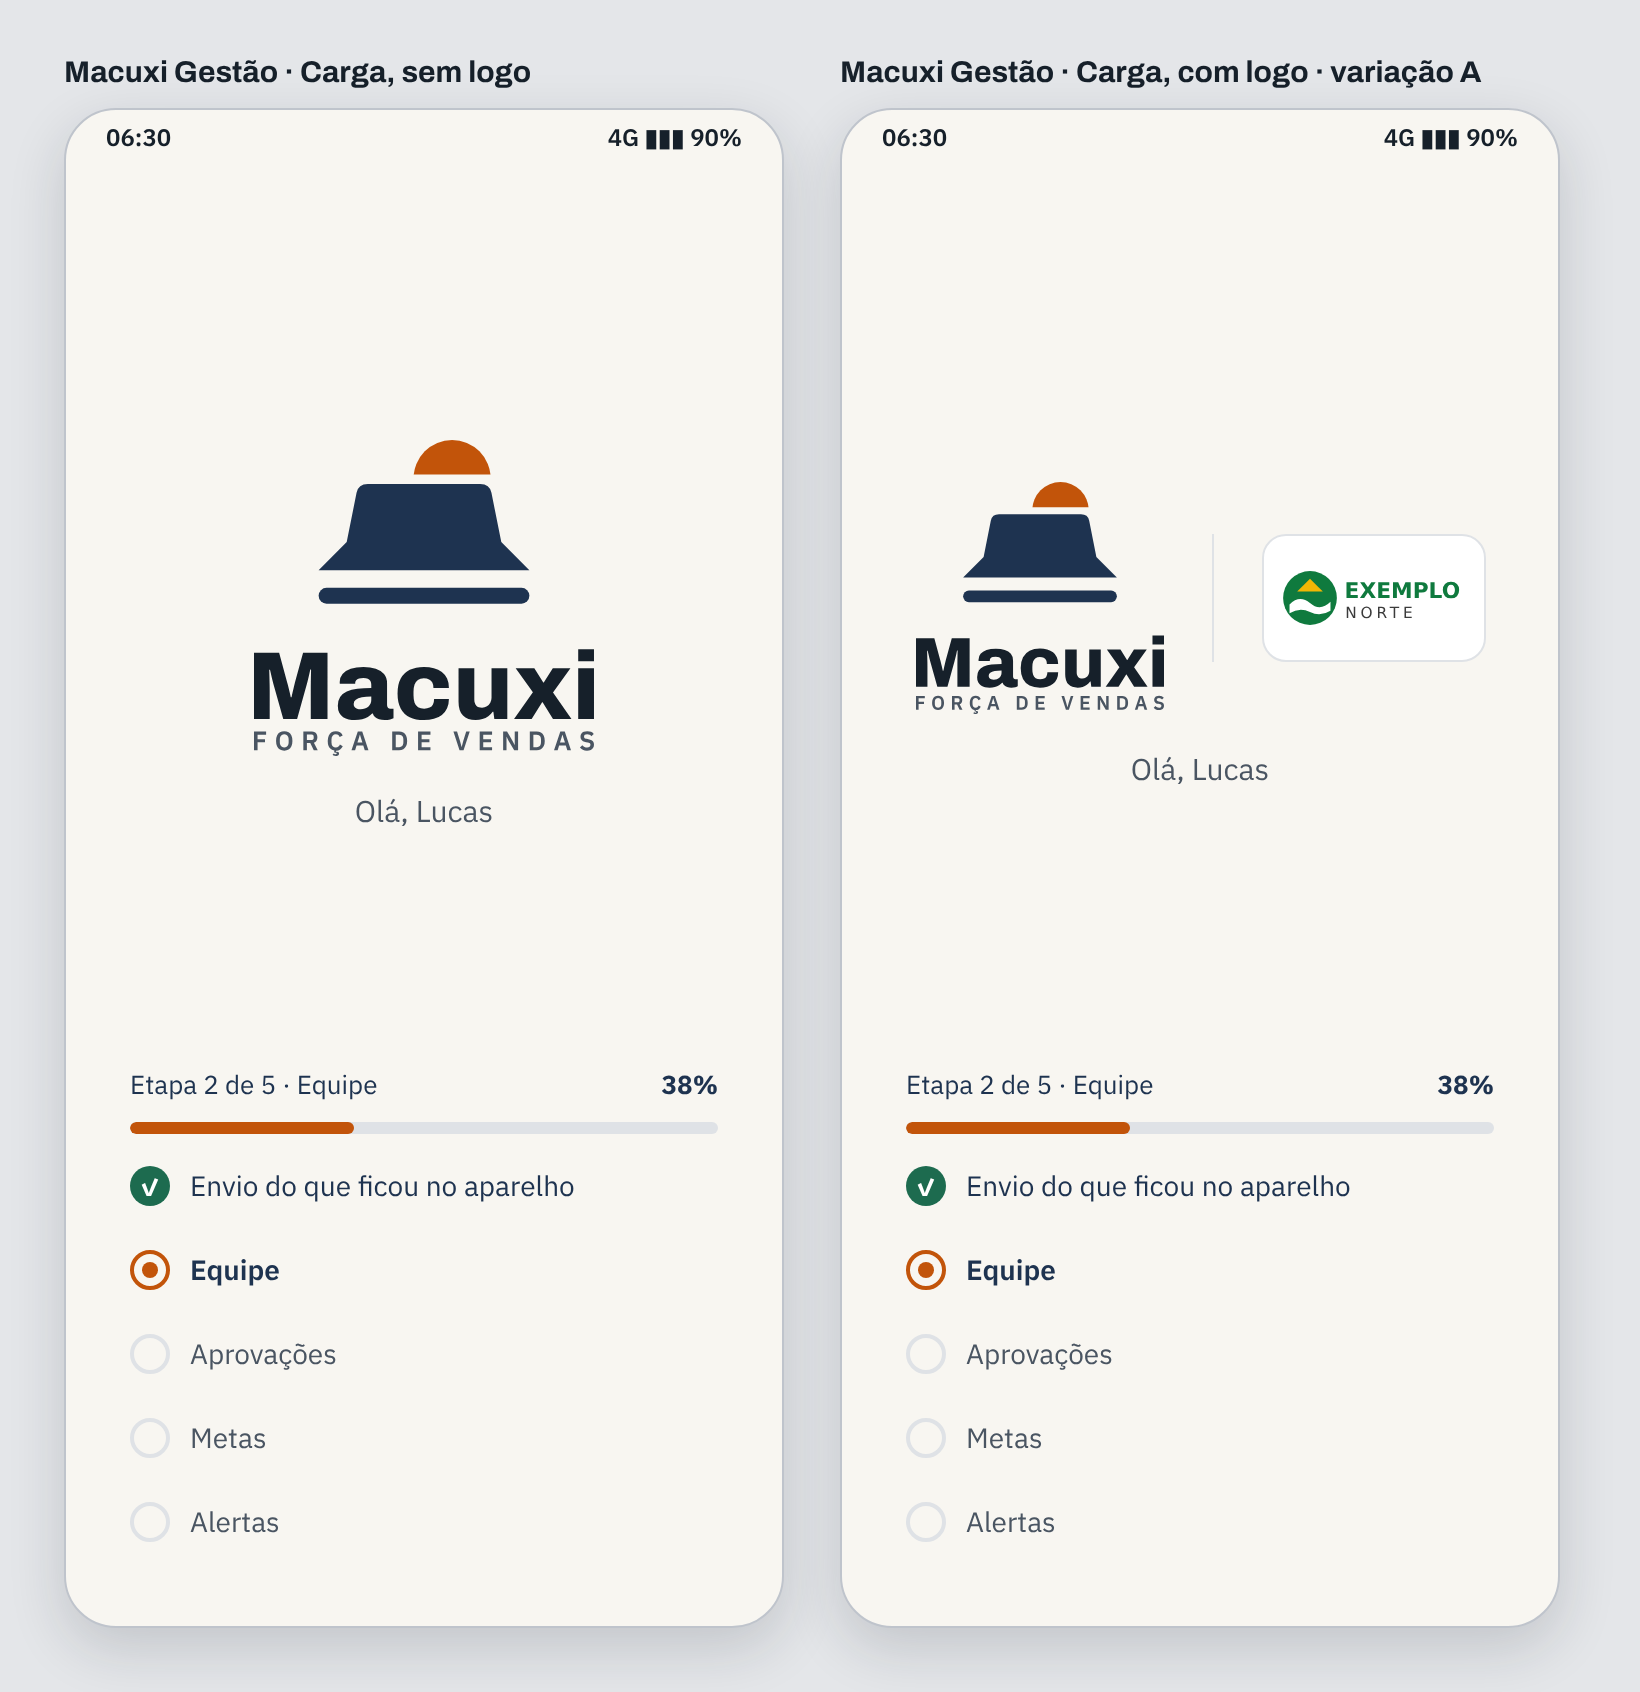 Macuxi Gestão · Carga, sem logo
06:30
4G ▮▮▮ 90%
Macuxi
FORÇA DE VENDAS
Olá, Lucas
Etapa 2 de 5 · Equipe
38%
Envio do que ficou no aparelho
Equipe
Aprovações
Metas
Alertas
Macuxi Gestão · Carga, com logo · variação A
06:30
4G ▮▮▮ 90%
Macuxi
FORÇA DE VENDAS
EXEMPLO
NORTE
Olá, Lucas
Etapa 2 de 5 · Equipe
38%
Envio do que ficou no aparelho
Equipe
Aprovações
Metas
Alertas